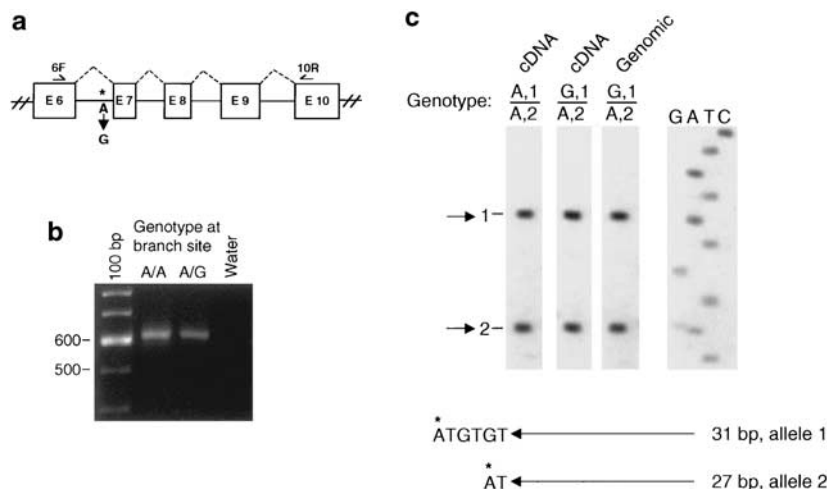 a
6F
10R
E 6
*
A
E 7
E 8
E 9
E 10
G
b
100 bp
Genotype at
branch site
A/A
A/G
Water
600
500
c
cDNA
cDNA
Genomic
Genotype:
A,1
A,2
G,1
A,2
G,1
A,2
G A T C
1
2
*
ATGTGT
31 bp, allele 1
*
AT
27 bp, allele 2